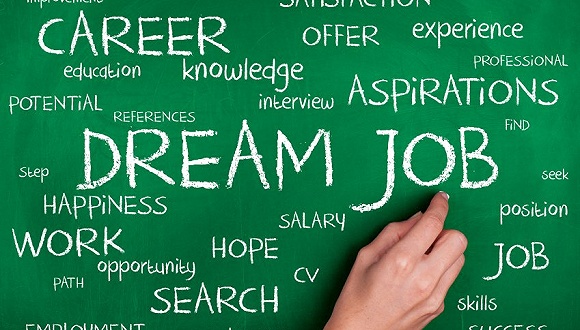 improvement
SATISFACTION
CAREER
OFFER
experience
education
knowledge
PROFESSIONAL
POTENTIAL
interview
ASPIRATIONS
REFERENCES
FIND
DREAM JOB
Step
seek
HAPPINESS
SALARY
position
WORK
HOPE
JOB
opportunity
CV
PATH
SEARCH
skills
EMPLOYMENT
SUCCESS